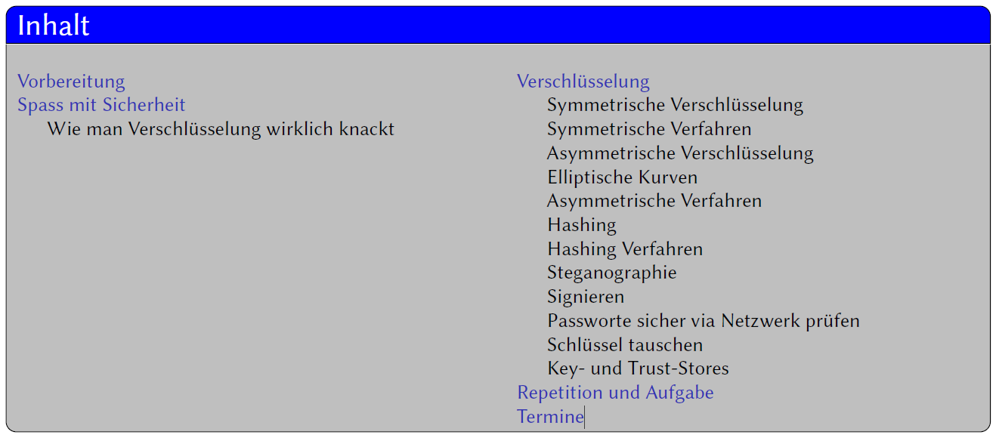 Inhalt
Vorbereitung
Spass mit Sicherheit
Wie man Verschlüsselung wirklich knackt
Verschlüsselung
Symmetrische Verschlüsselung
Symmetrische Verfahren
Asymmetrische Verschlüsselung
Elliptische Kurven
Asymmetrische Verfahren
Hashing
Hashing Verfahren
Steganographie
Signieren
Passworte sicher via Netzwerk prüfen
Schlüssel tauschen
Key- und Trust-Stores
Repetition und Aufgabe
Termine